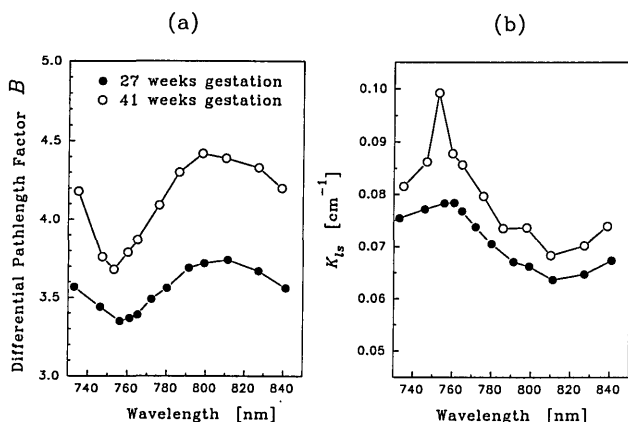 (a)
(b)
5.0
4.5
4.0
3.5
3.0
Differential Pathlength Factor B
● 27 weeks gestation
○ 41 weeks gestation
740 760 780 800 820 840
Wavelength [nm]
0.10
0.09
0.08
0.07
0.06
0.05
K_ls [cm⁻¹]
740 760 780 800 820 840
Wavelength [nm]